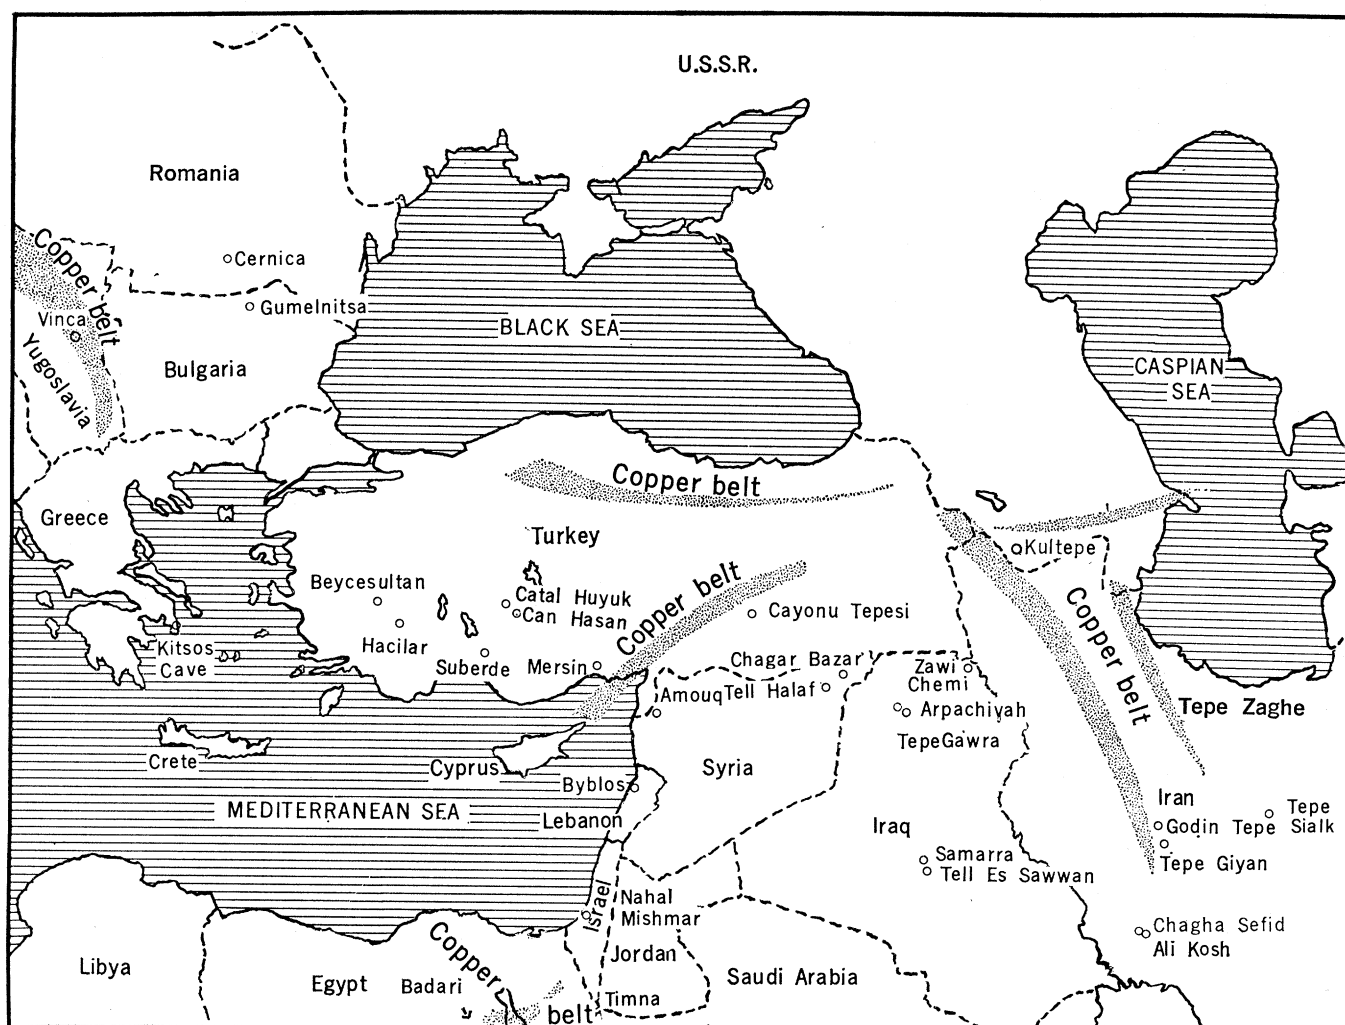 U.S.S.R.
Romania
Copper belt
Cernica
Gumelnitsa
Vinca
BLACK SEA
Yugoslavia
Bulgaria
CASPIAN
SEA
Copper belt
Greece
Turkey
Kultepe
Beycesultan
Catal Huyuk
Can Hasan
Copper belt
Cayonu Tepesi
Copper belt
Kitsos
Cave
Hacilar
Suberde
Mersin
Chagar Bazar
Zawi
Chemi
Amouq
Tell Halaf
Arpachiyah
Tepe Zaghe
TepeGawra
Crete
Cyprus
Syria
Byblos
MEDITERRANEAN SEA
Lebanon
Iraq
Iran
Tepe
Godin Tepe
Sialk
Samarra
Tepe Giyan
Tell Es Sawwan
Israel
Nahal
Mishmar
Chagha Sefid
Ali Kosh
Copper
Jordan
Libya
Egypt
Badari
Saudi Arabia
Timna
belt